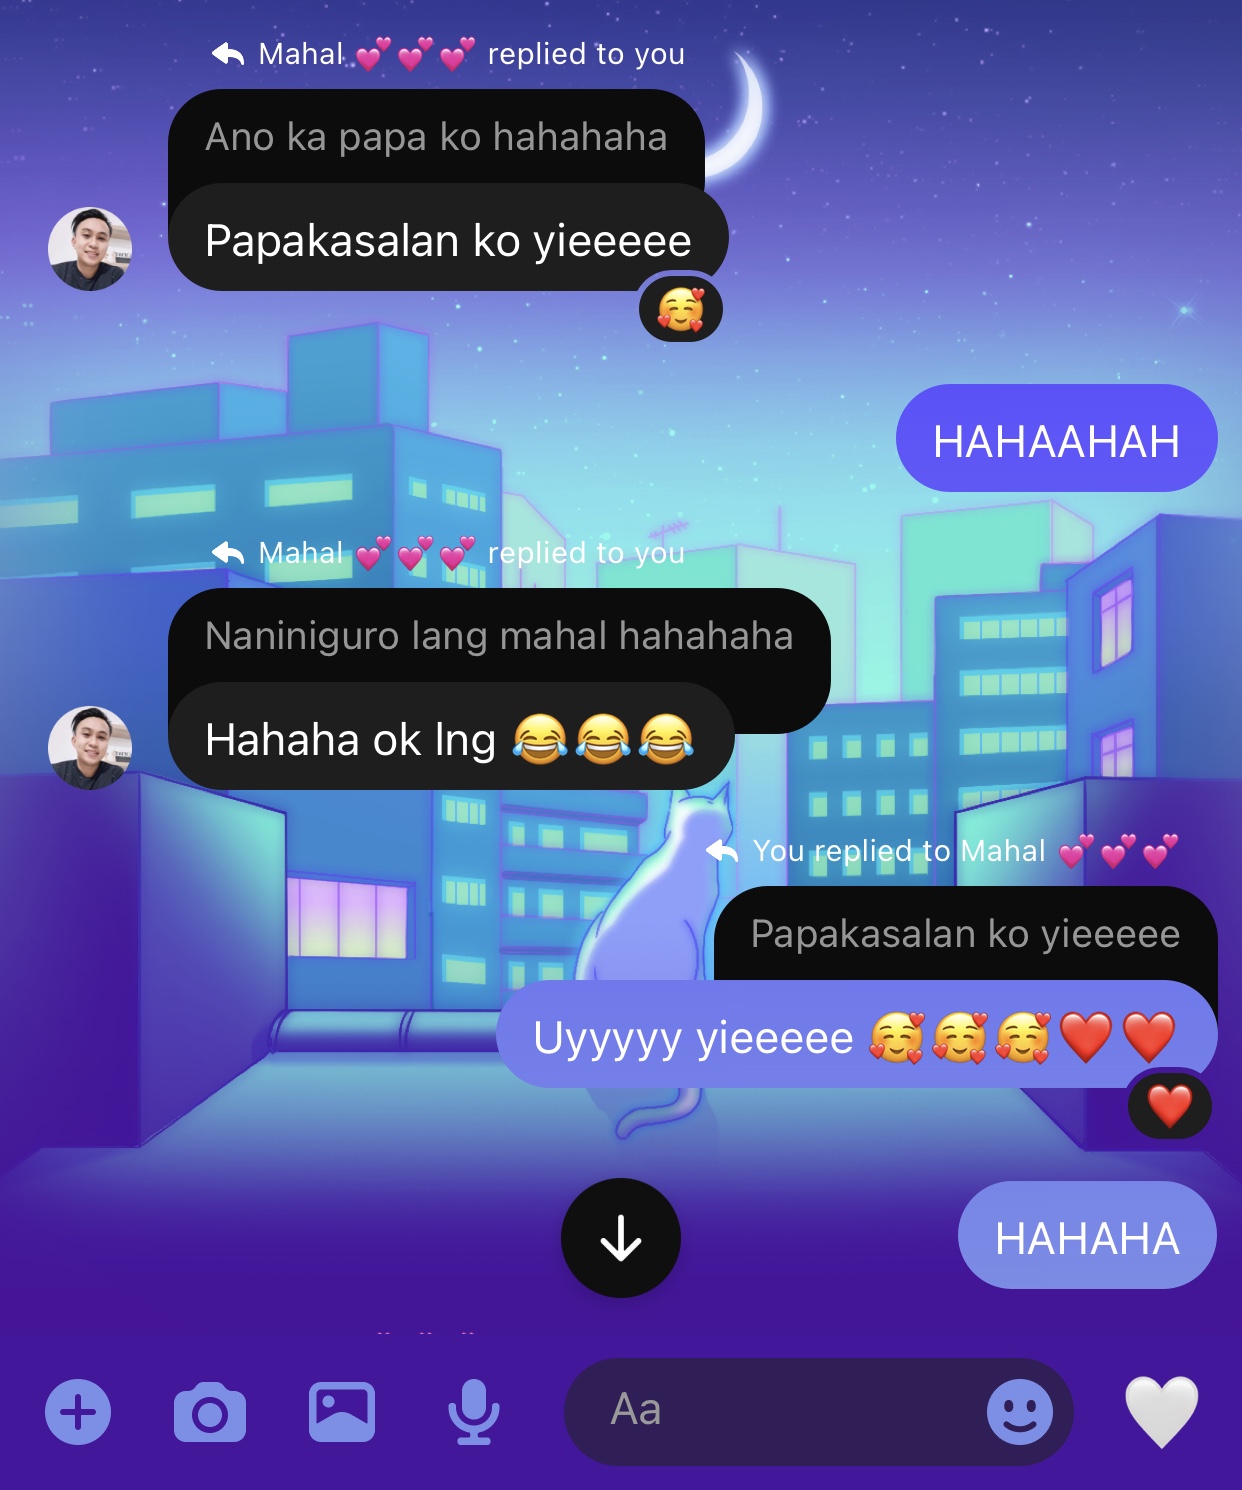 Mahal 💕💕💕 replied to you
Ano ka papa ko hahahaha
Papakasalan ko yieeeee
HAHAAHAH
Mahal 💕💕💕 replied to you
Naniniguro lang mahal hahahaha
Hahaha ok lng 😂😂😂
You replied to Mahal 💕💕💕
Papakasalan ko yieeeee
Uyyyyy yieeeee 🥰🥰🥰❤️❤️
HAHAHA
Aa